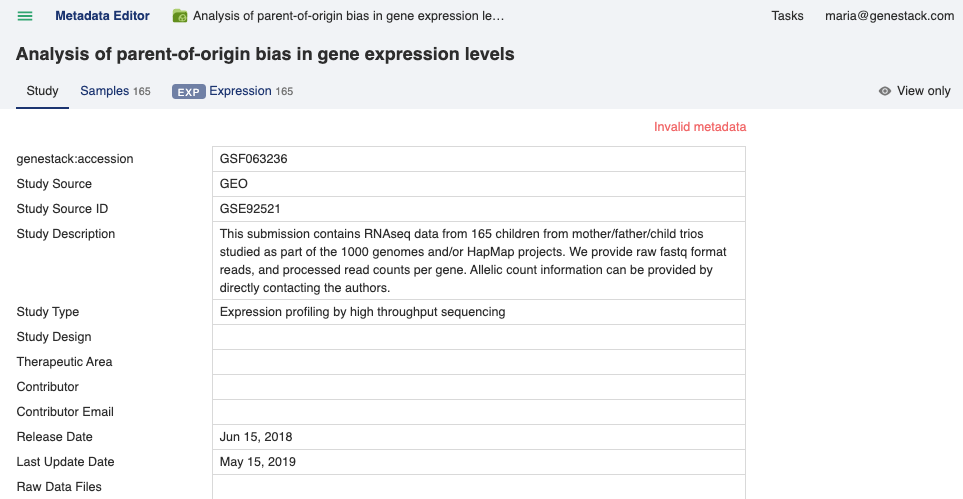 Metadata Editor Analysis of parent-of-origin bias in gene expression le... Tasks maria@genestack.com
Analysis of parent-of-origin bias in gene expression levels
Study Samples 165 EXP Expression 165 View only
Invalid metadata
genestack:accession GSF063236
Study Source GEO
Study Source ID GSE92521
Study Description This submission contains RNAseq data from 165 children from mother/father/child trios
studied as part of the 1000 genomes and/or HapMap projects. We provide raw fastq format
reads, and processed read counts per gene. Allelic count information can be provided by
directly contacting the authors.
Study Type Expression profiling by high throughput sequencing
Study Design
Therapeutic Area
Contributor
Contributor Email
Release Date Jun 15, 2018
Last Update Date May 15, 2019
Raw Data Files